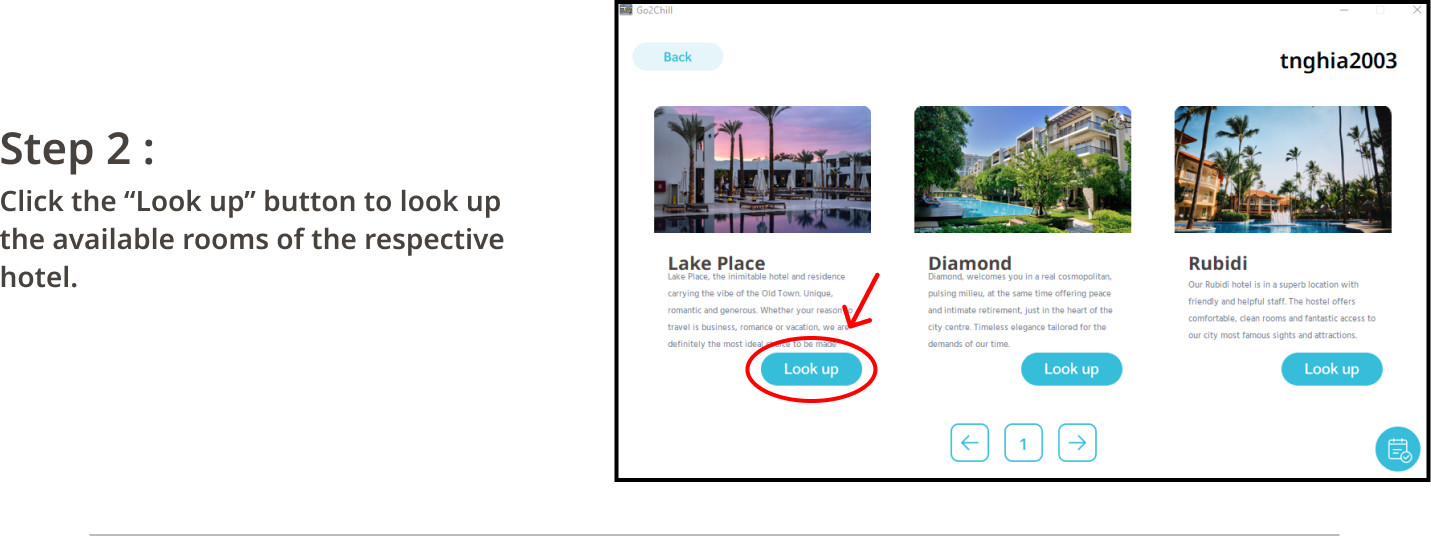 Step 2 :
Click the “Look up” button to look up
the available rooms of the respective
hotel.
Go2Chill
Back
tnghia2003
Lake Place
Lake Place, the inimitable hotel and residence
carrying the vibe of the Old Town. Unique,
romantic and generous. Whether your reason to
travel is business, romance or vacation, we are
definitely the most ideal choice to be made
Look up
Diamond
Diamond, welcomes you in a real cosmopolitan,
pulsing milieu, at the same time offering peace
and intimate retirement, just in the heart of the
city centre. Timeless elegance tailored for the
demands of our time.
Look up
Rubidi
Our Rubidi hotel is in a superb location with
friendly and helpful staff. The hostel offers
comfortable, clean rooms and fantastic access to
our city most famous sights and attractions.
Look up
1